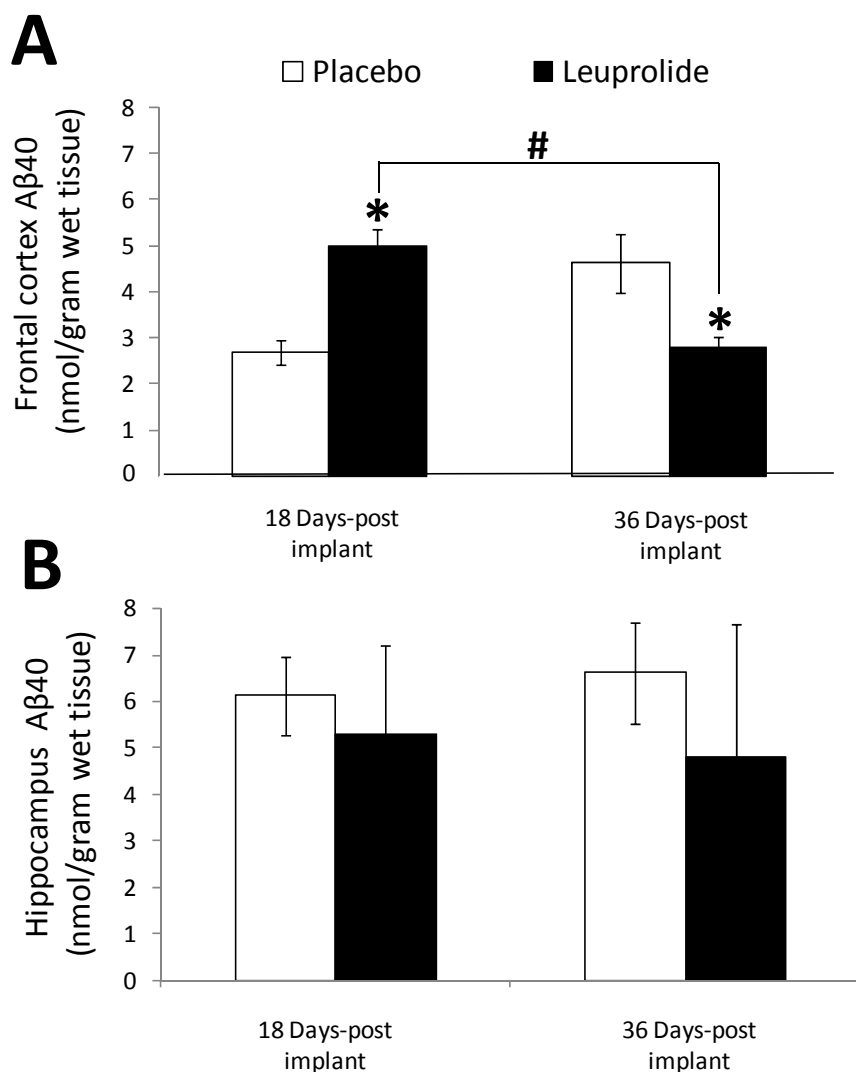 A
Placebo Leuprolide
Frontal cortex Aβ40
(nmol/gram wet tissue)
8
7
6
5
4
3
2
1
0
#
*
*
18 Days-post
implant
36 Days-post
implant
B
Hippocampus Aβ40
(nmol/gram wet tissue)
8
7
6
5
4
3
2
1
0
18 Days-post
implant
36 Days-post
implant